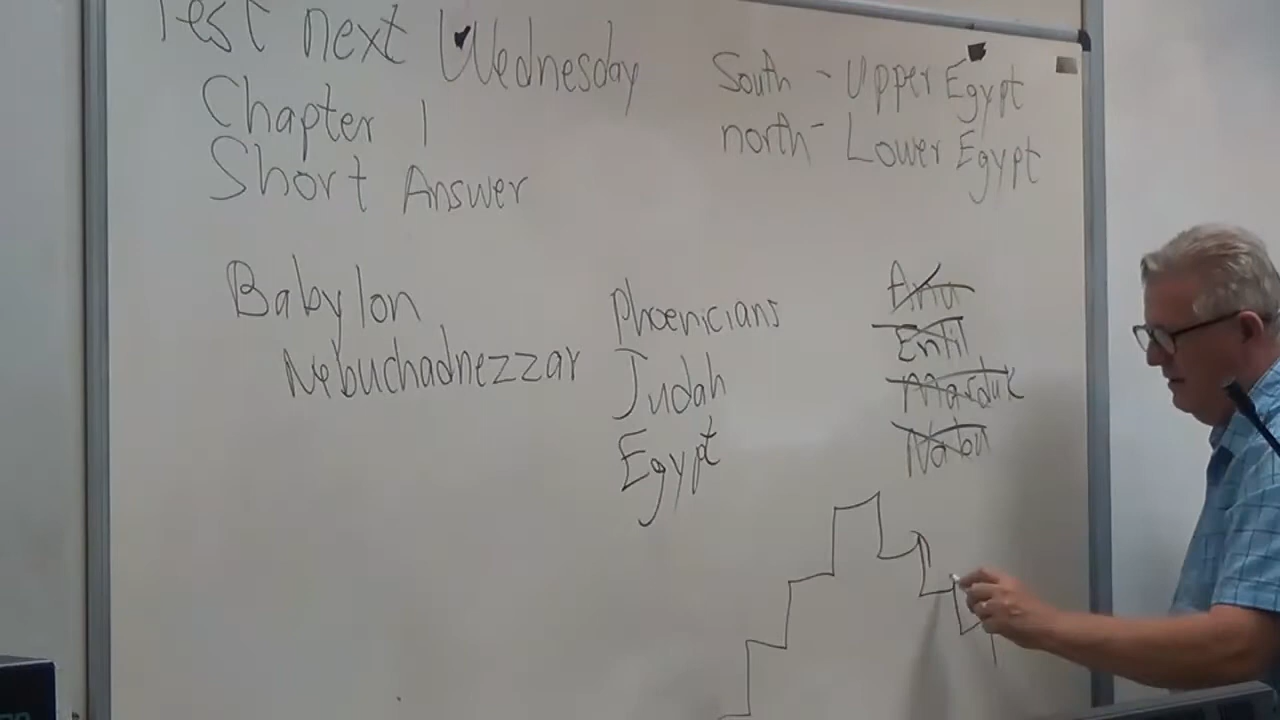 Test next Wednesday
Chapter 1
Short Answer
South - Upper Egypt
north - Lower Egypt
Babylon
Nebuchadnezzar
Phoenicians
Judah
Egypt
Anu
Enlil
Marduk
Nabu